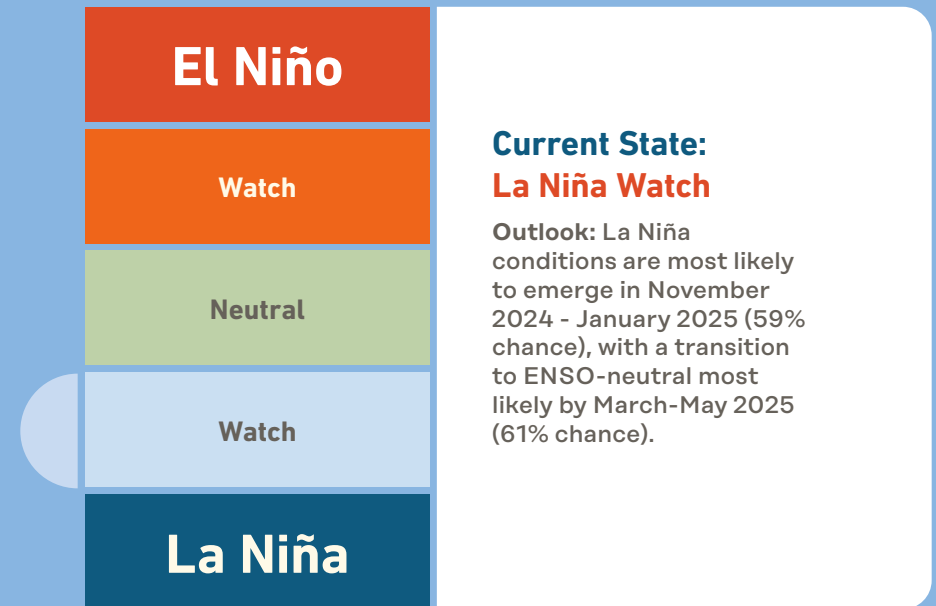 El Niño
Watch
Neutral
Watch
La Niña
Current State:
La Niña Watch
Outlook: La Niña
conditions are most likely
to emerge in November
2024 - January 2025 (59%
chance), with a transition
to ENSO-neutral most
likely by March-May 2025
(61% chance).